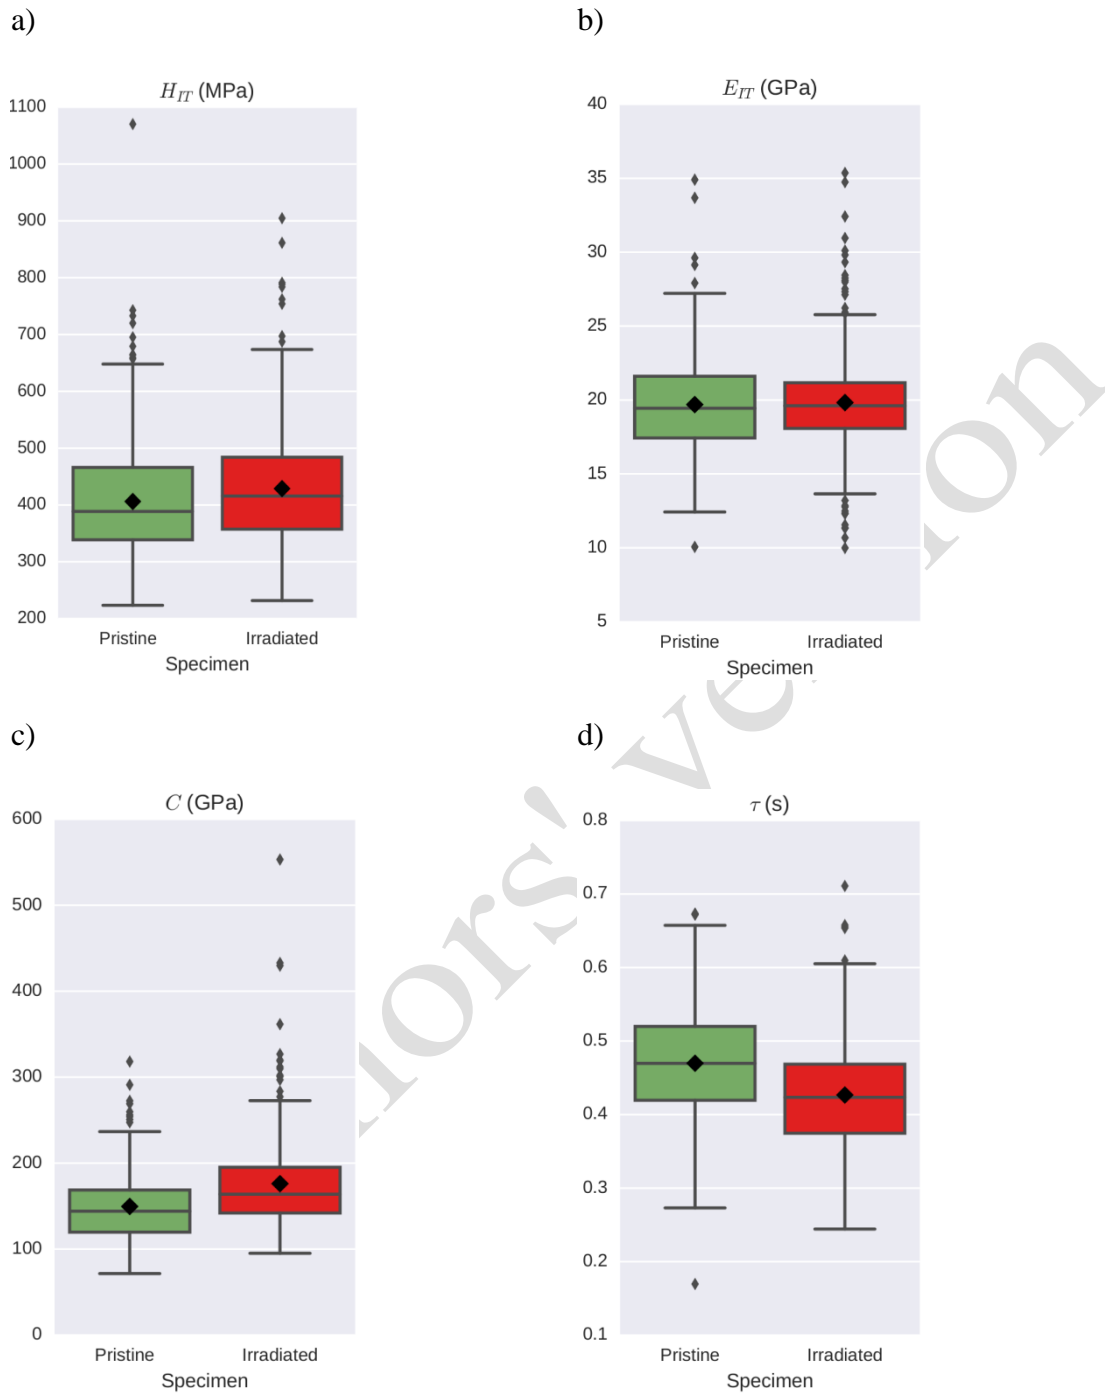 a)
b)
H_IT (MPa)
1100
1000
900
800
700
600
500
400
300
200
Pristine
Irradiated
Specimen
E_IT (GPa)
40
35
30
25
20
15
10
5
Pristine
Irradiated
Specimen
c)
d)
C (GPa)
600
500
400
300
200
100
0
Pristine
Irradiated
Specimen
τ (s)
0.8
0.7
0.6
0.5
0.4
0.3
0.2
0.1
Pristine
Irradiated
Specimen